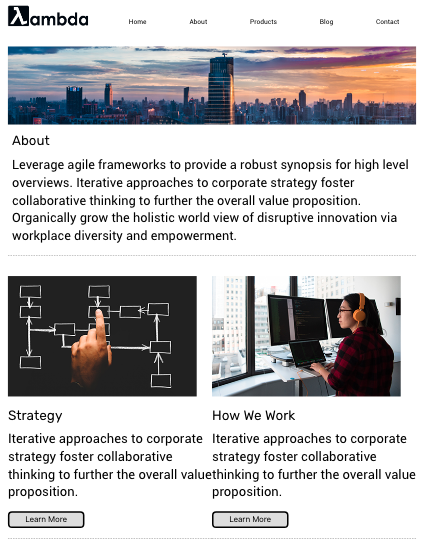 λambda
Home About Products Blog Contact
About
Leverage agile frameworks to provide a robust synopsis for high level
overviews. Iterative approaches to corporate strategy foster
collaborative thinking to further the overall value proposition.
Organically grow the holistic world view of disruptive innovation via
workplace diversity and empowerment.
Strategy
Iterative approaches to corporate
strategy foster collaborative
thinking to further the overall value
proposition.
Learn More
How We Work
Iterative approaches to corporate
strategy foster collaborative
thinking to further the overall value
proposition.
Learn More